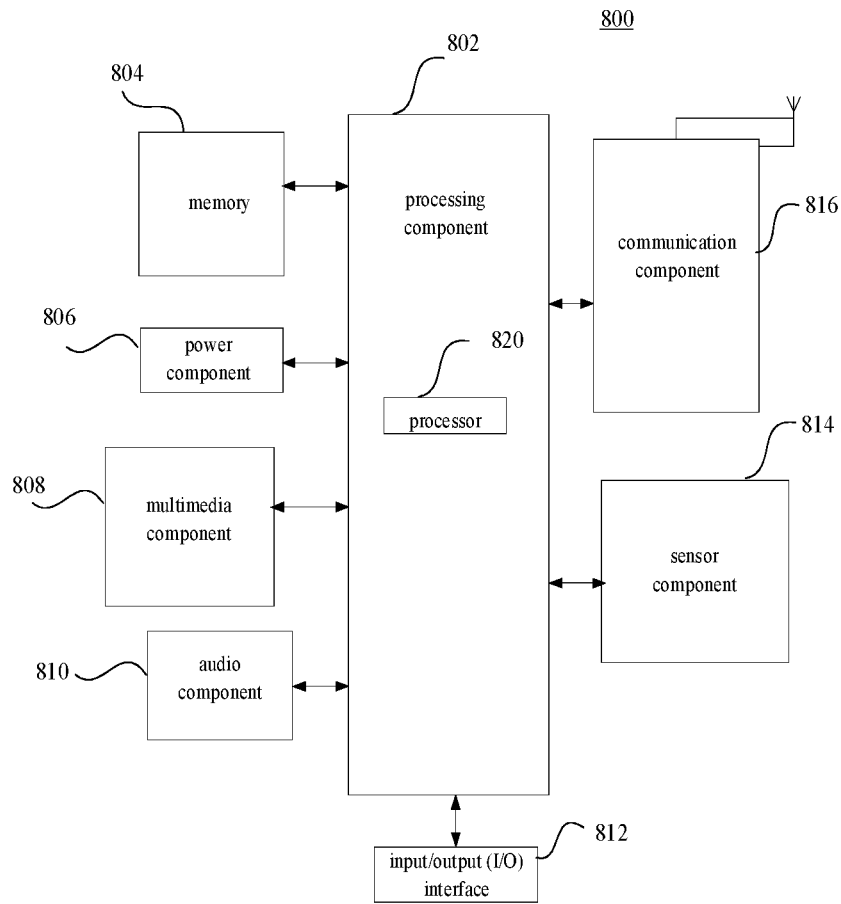 800
802
804
memory
processing
component
816
communication
component
806
power
component
820
processor
814
808
multimedia
component
sensor
component
810
audio
component
812
input/output (I/O)
interface